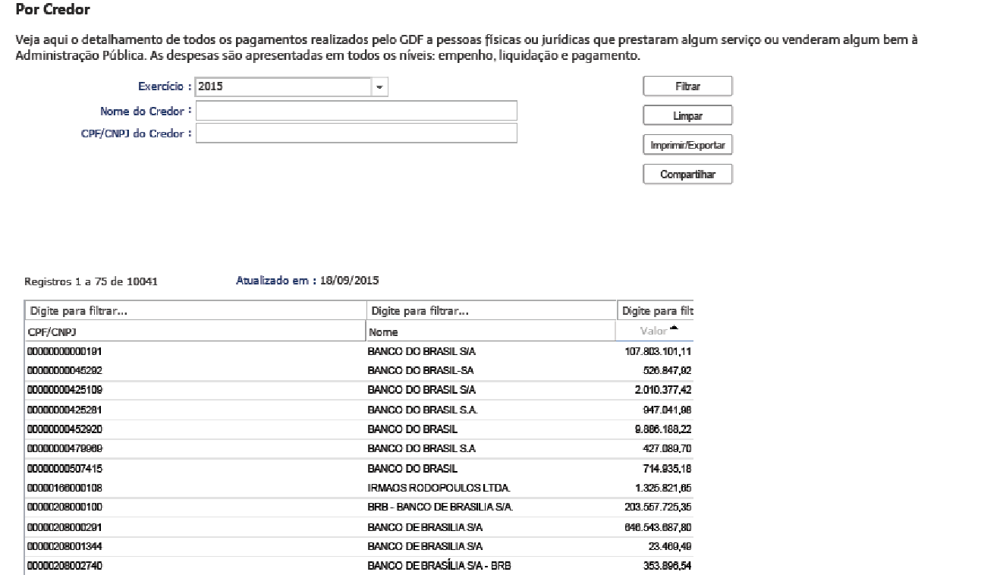 Por Credor
Veja aqui o detalhamento de todos os pagamentos realizados pelo GDF a pessoas físicas ou jurídicas que prestaram algum serviço ou venderam algum bem à
Administração Pública. As despesas são apresentadas em todos os níveis: empenho, liquidação e pagamento.
Exercício : 2015
Filtrar
Nome do Credor :
Limpar
CPF/CNPJ do Credor :
Imprimir/Exportar
Compartilhar
Registros 1 a 75 de 10041 Atualizado em : 18/09/2015
Digite para filtrar... Digite para filtrar... Digite para filt
CPF/CNPJ Nome Valor
00000000000191 BANCO DO BRASIL S/A 107.803.101,11
00000000045292 BANCO DO BRASIL-SA 526.847,92
00000000425109 BANCO DO BRASIL S/A 2.010.377,42
00000000425281 BANCO DO BRASIL S.A. 947.041,98
00000000452920 BANCO DO BRASIL 9.886.188,22
00000000479969 BANCO DO BRASIL S.A 427.089,70
00000000507415 BANCO DO BRASIL 714.935,18
00000166000108 IRMAOS RODOPOULOS LTDA. 1.325.821,65
00000208000100 BRB - BANCO DE BRASILIA S/A. 203.557.725,35
00000208000291 BANCO DE BRASILIA S/A 646.543.687,80
00000208001344 BANCO DE BRASILIA S/A 23.469,49
00000208002740 BANCO DE BRASÍLIA S/A - BRB 353.896,54